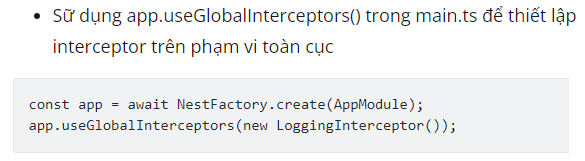 Sữ dụng app.useGlobalInterceptors() trong main.ts để thiết lập
interceptor trên phạm vi toàn cục
const app = await NestFactory.create(AppModule);
app.useGlobalInterceptors(new LoggingInterceptor());